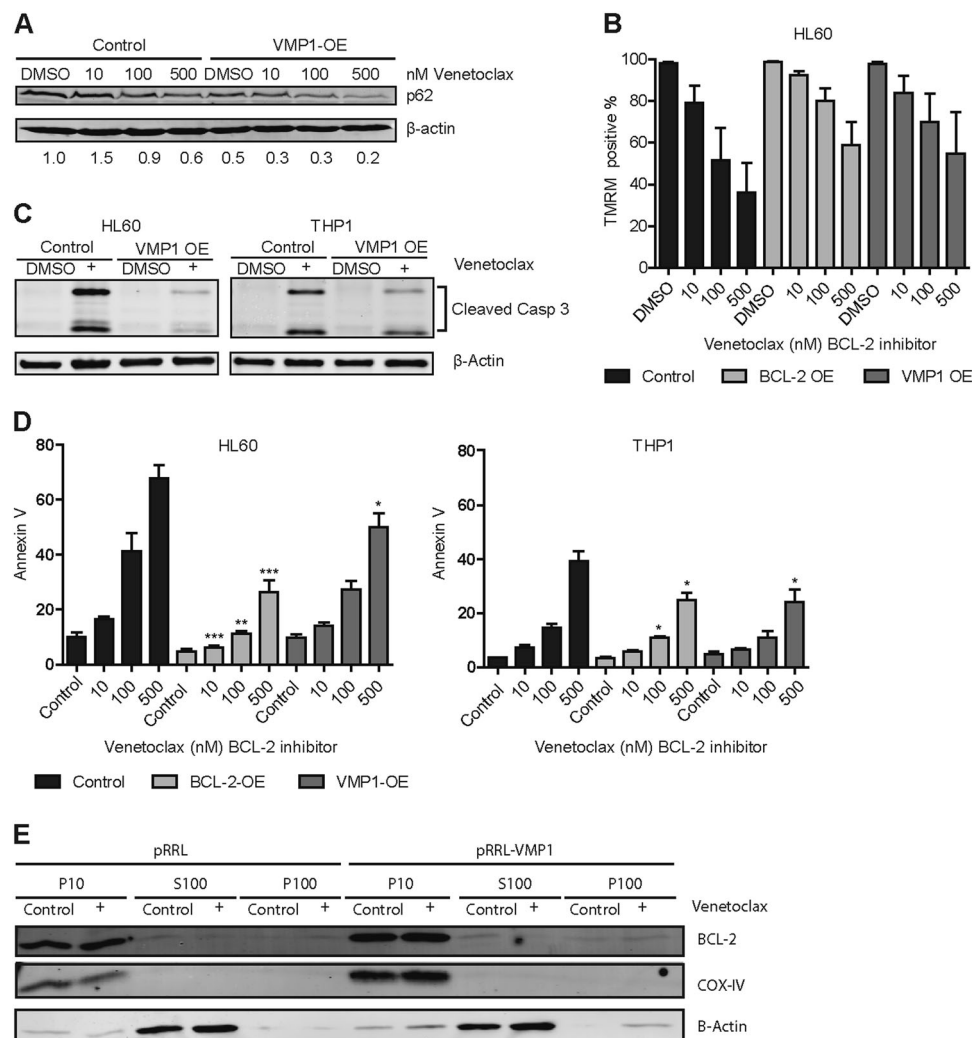 A
Control VMP1-OE
DMSO 10 100 500 DMSO 10 100 500 nM Venetoclax
p62
β-actin
1.0 1.5 0.9 0.6 0.5 0.3 0.3 0.2
B
HL60
TMRM positive %
100
80
60
40
20
0
DMSO 10 100 500 DMSO 10 100 500 DMSO 10 100 500
Venetoclax (nM) BCL-2 inhibitor
Control BCL-2 OE VMP1 OE
C
HL60 THP1
Control VMP1 OE Control VMP1 OE
DMSO + DMSO + DMSO + DMSO + Venetoclax
Cleaved Casp 3
β-Actin
D
HL60
Annexin V
80
60
40
20
0
*** ** *** *
Control 10 100 500 Control 10 100 500 Control 10 100 500
Venetoclax (nM) BCL-2 inhibitor
THP1
Annexin V
80
60
40
20
0
* * *
Control 10 100 500 Control 10 100 500 Control 10 100 500
Venetoclax (nM) BCL-2 inhibitor
Control BCL-2-OE VMP1-OE
E
pRRL pRRL-VMP1
P10 S100 P100 P10 S100 P100
Control + Control + Control + Control + Control + Control + Venetoclax
BCL-2
COX-IV
B-Actin